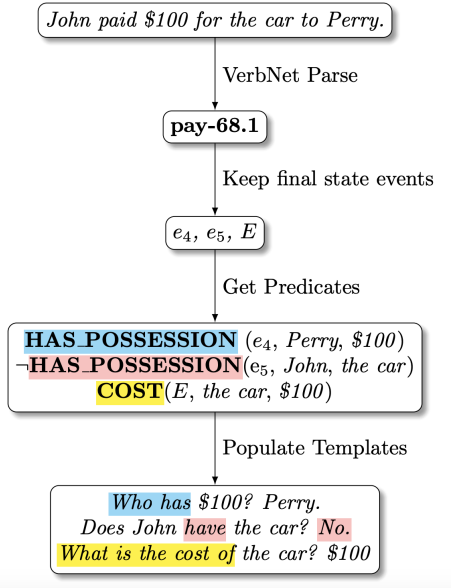 John paid $100 for the car to Perry.
VerbNet Parse
pay-68.1
Keep final state events
e₄, e₅, E
Get Predicates
HAS_POSSESSION (e₄, Perry, $100)
¬HAS_POSSESSION(e₅, John, the car)
COST(E, the car, $100)
Populate Templates
Who has $100? Perry.
Does John have the car? No.
What is the cost of the car? $100